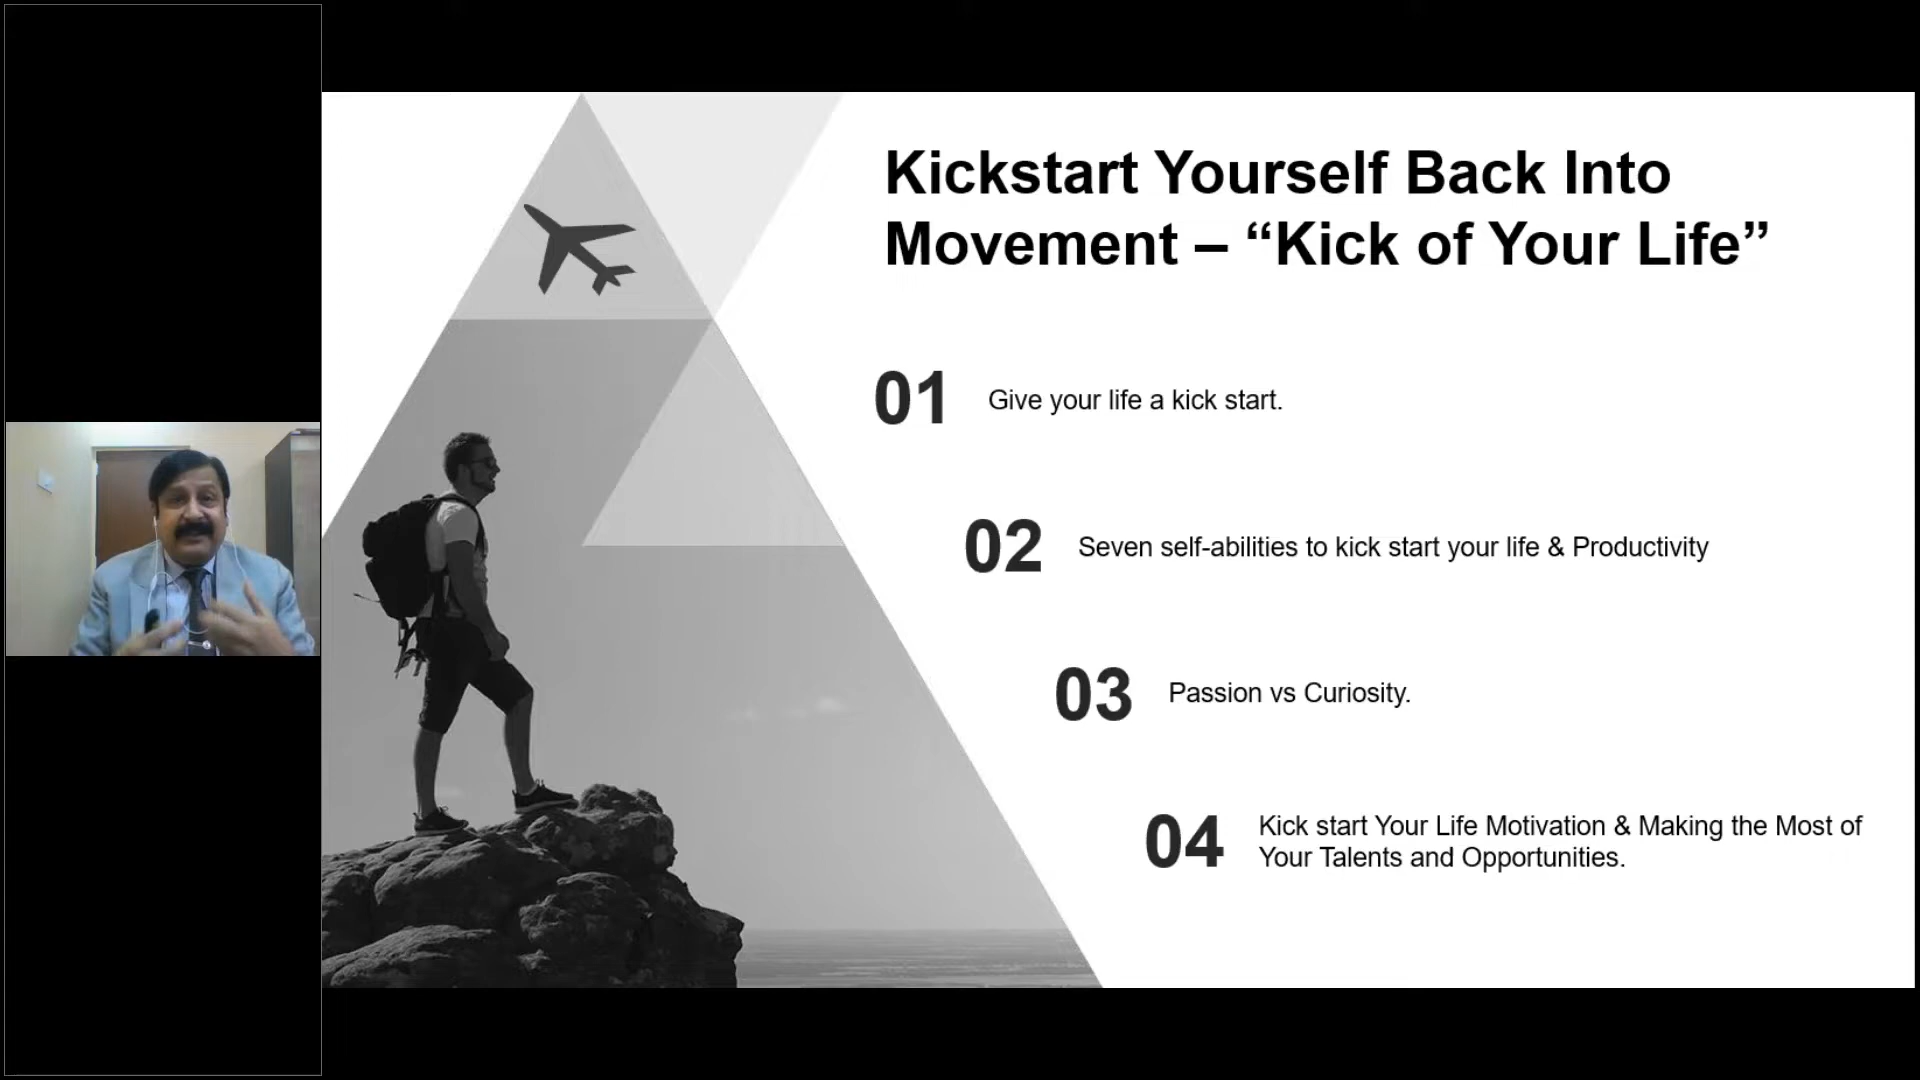 Kickstart Yourself Back Into
Movement – “Kick of Your Life”
01 Give your life a kick start.
02 Seven self-abilities to kick start your life & Productivity
03 Passion vs Curiosity.
04 Kick start Your Life Motivation & Making the Most of
Your Talents and Opportunities.